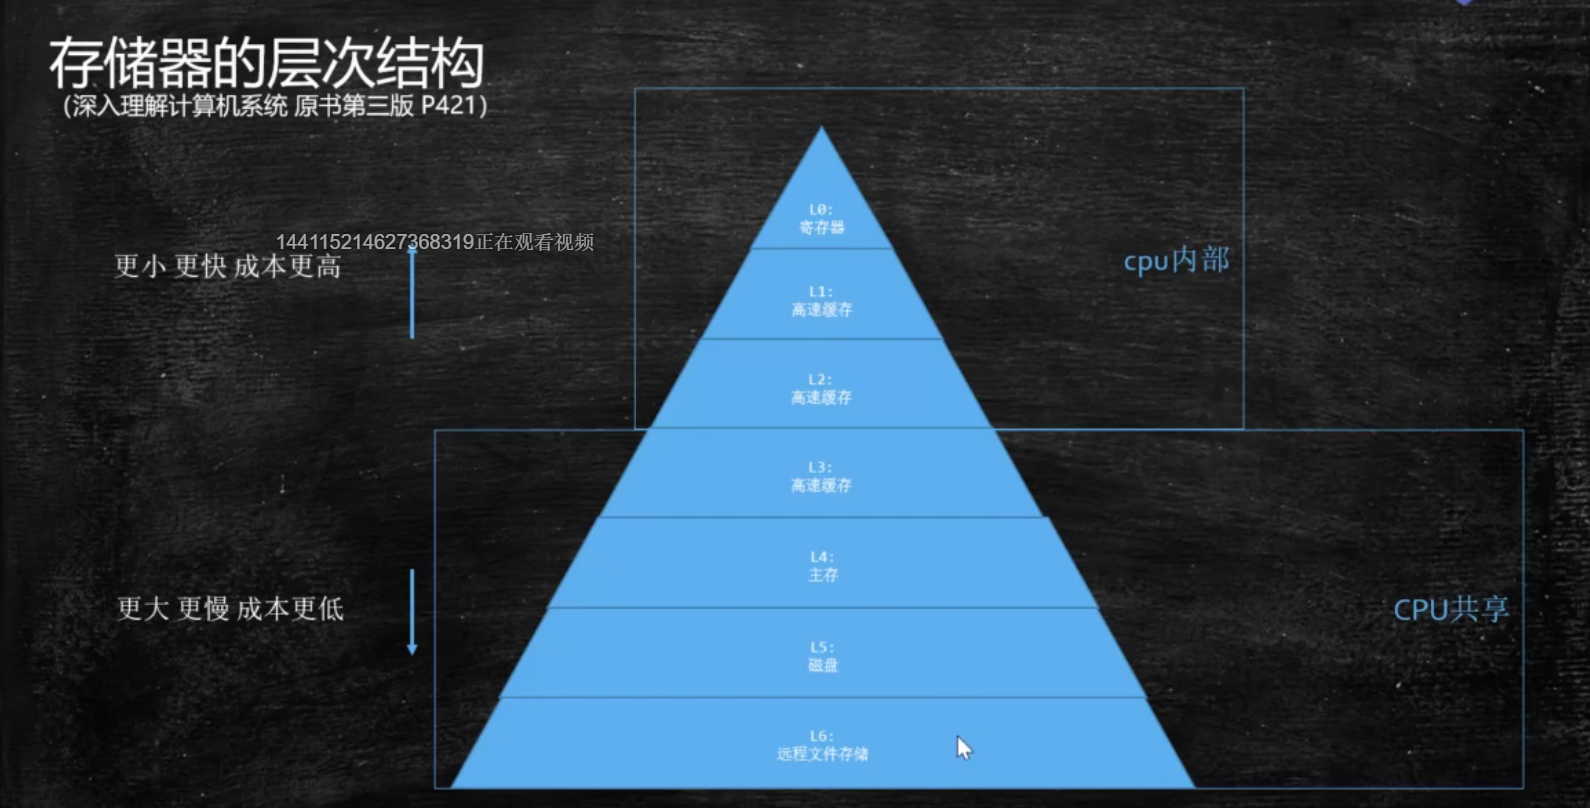 存储器的层次结构
（深入理解计算机系统 原书第三版 P421）
144115214627368319正在观看视频
更小 更快 成本更高
L0:
寄存器
cpu内部
L1:
高速缓存
L2:
高速缓存
L3:
高速缓存
L4:
主存
更大 更慢 成本更低
CPU共享
L5:
磁盘
L6:
远程文件存储